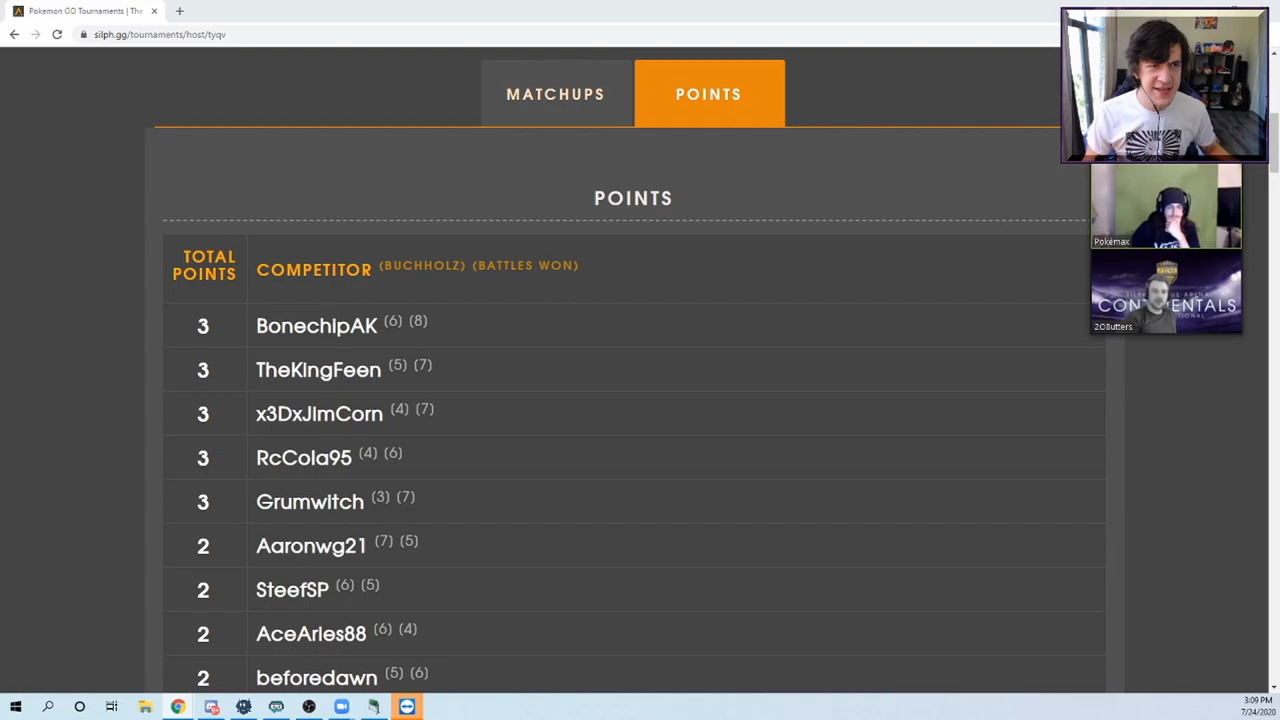 Pokemon GO Tournaments | The
silph.gg/tournaments/host/tyqv
MATCHUPS
POINTS
POINTS
TOTAL POINTS
COMPETITOR (BUCHHOLZ) (BATTLES WON)
3 BonechipAK (6) (8)
3 TheKingFeen (5) (7)
3 x3DxJimCorn (4) (7)
3 RcCola95 (4) (6)
3 Grumwitch (3) (7)
2 Aaronwg21 (7) (5)
2 SteefSP (6) (5)
2 AceAries88 (6) (4)
2 beforedawn (5) (6)
Pokémax
CONTINENTALS
2OButters
3:09 PM
7/24/2020